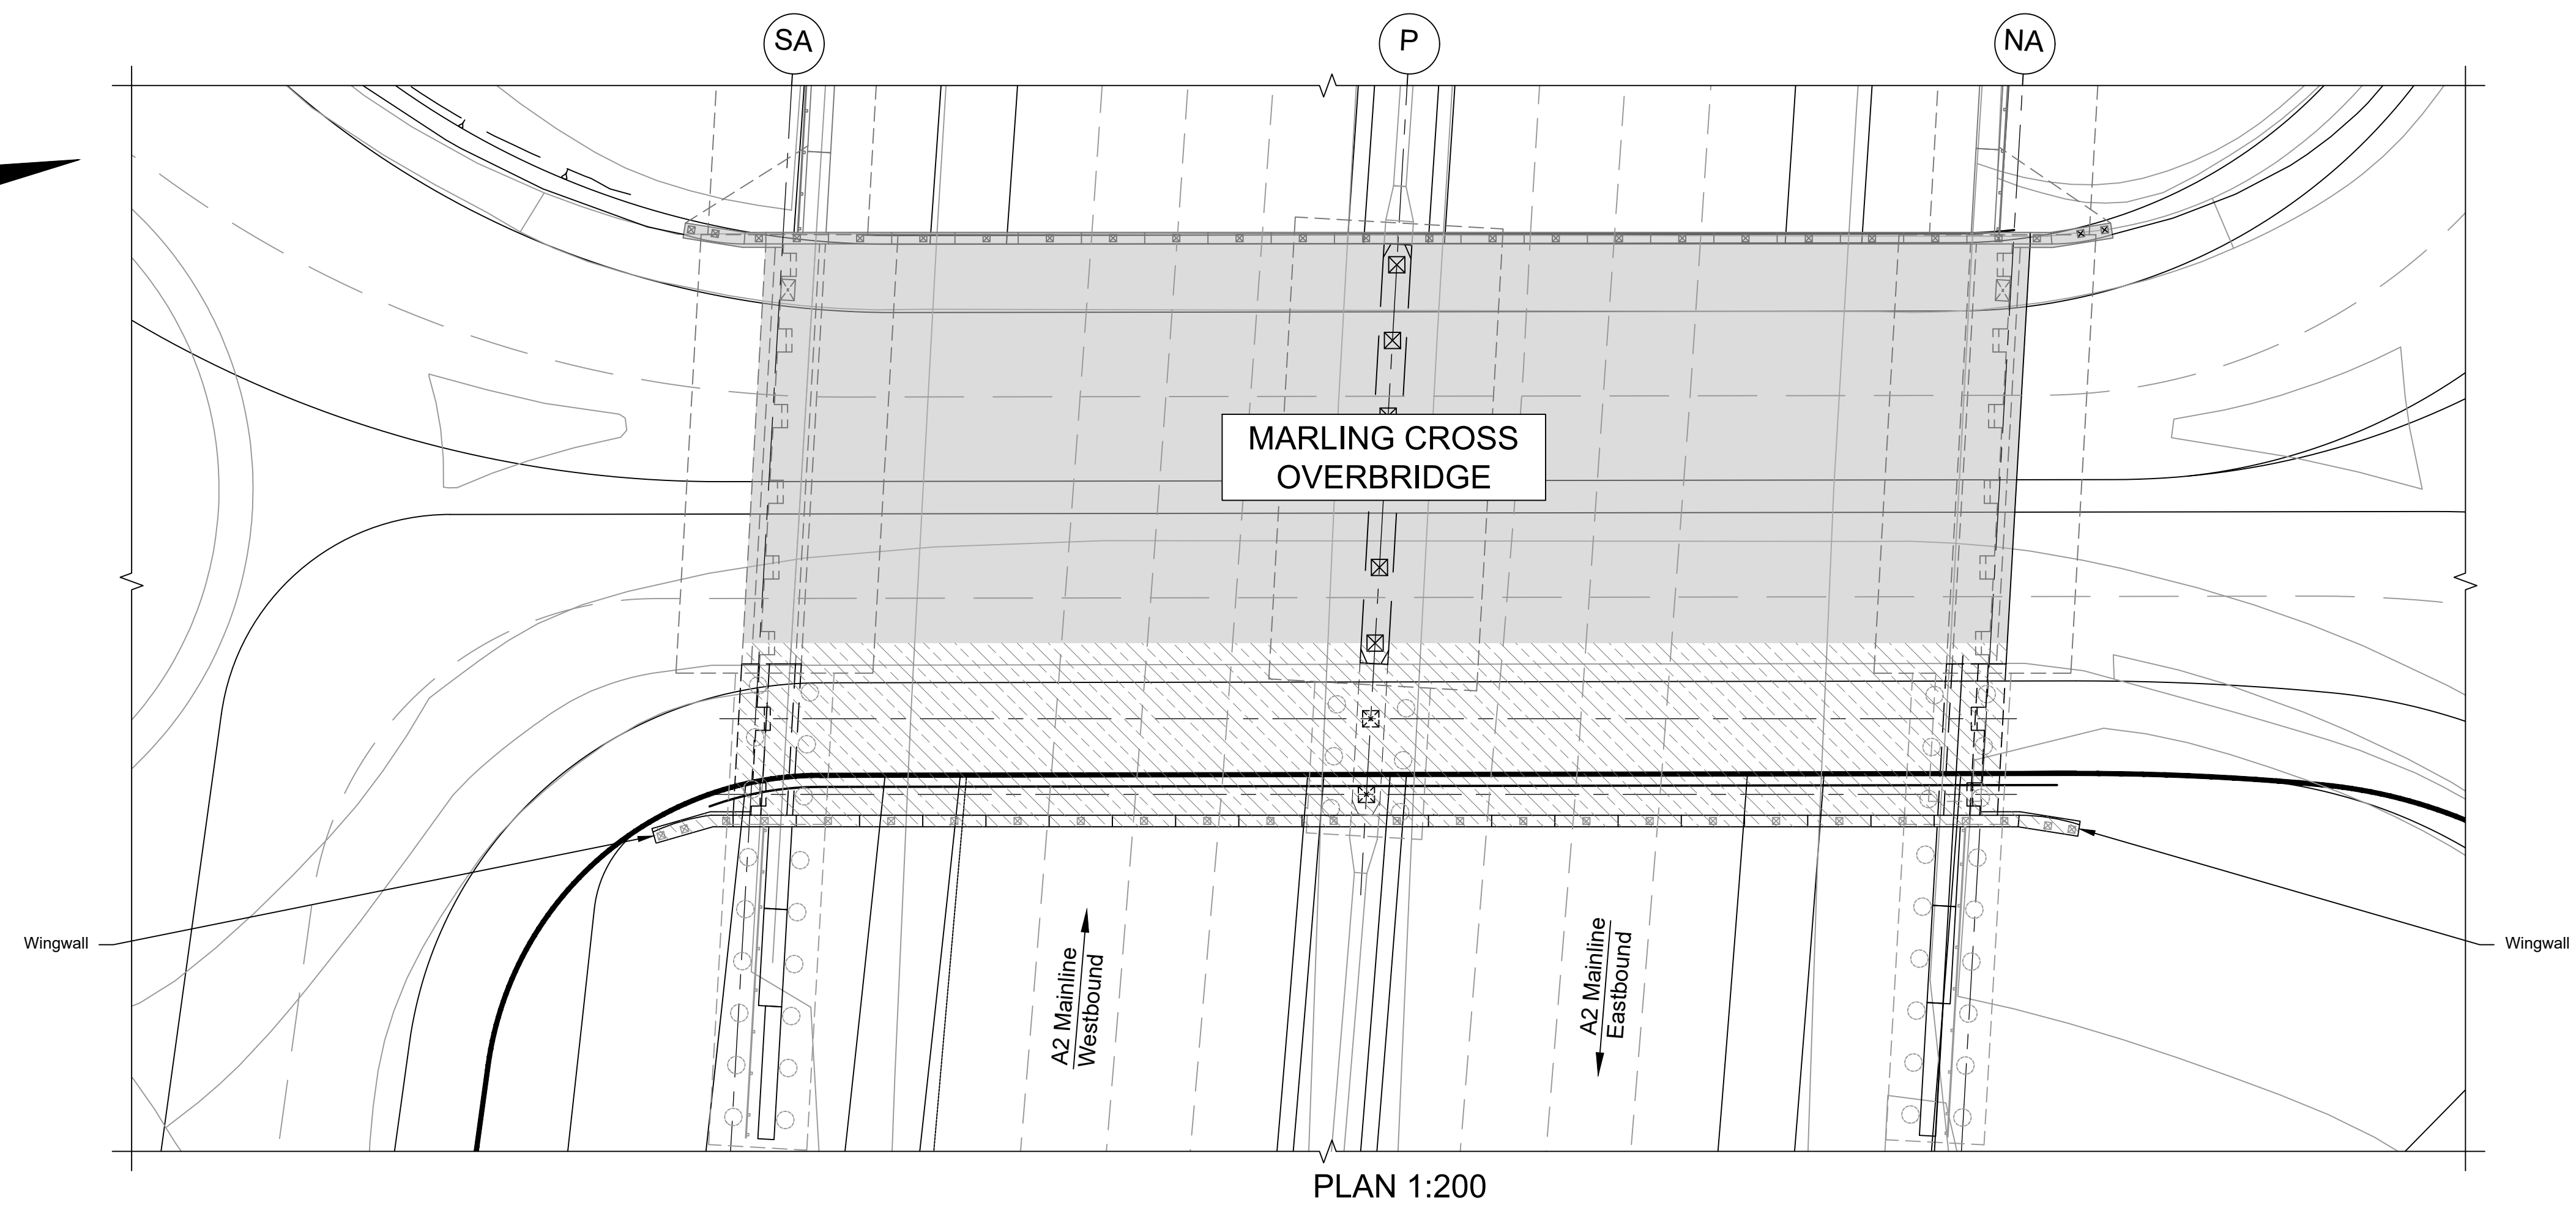 SA
P
NA
MARLING CROSS
OVERBRIDGE
Wingwall
A2 Mainline
Westbound
A2 Mainline
Eastbound
Wingwall
PLAN 1:200